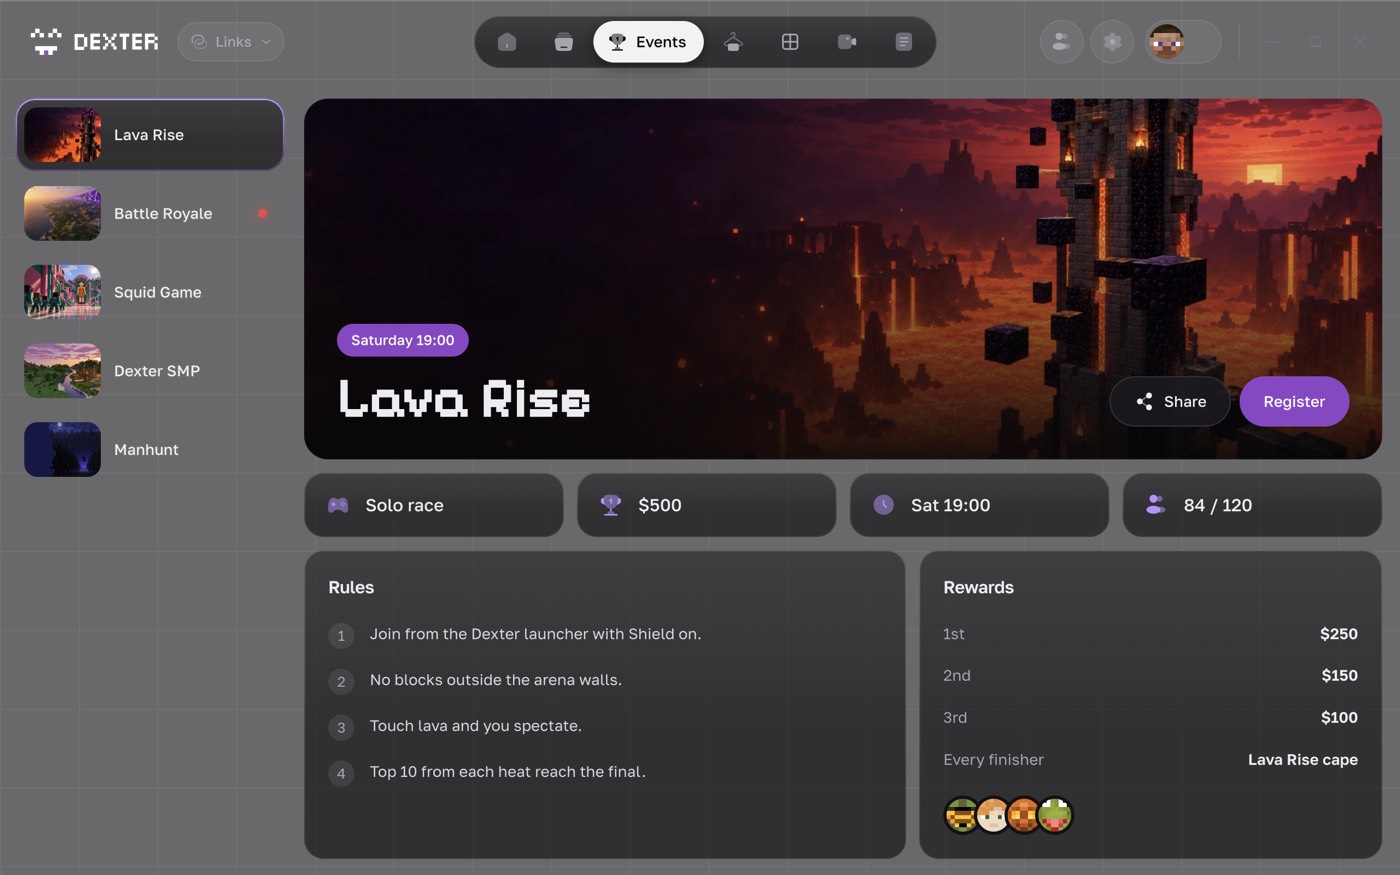 DEXTER
Links
Events
Lava Rise
Battle Royale
Squid Game
Dexter SMP
Manhunt
Saturday 19:00
Lava Rise
Share
Register
Solo race
$500
Sat 19:00
84 / 120
Rules
1 Join from the Dexter launcher with Shield on.
2 No blocks outside the arena walls.
3 Touch lava and you spectate.
4 Top 10 from each heat reach the final.
Rewards
1st $250
2nd $150
3rd $100
Every finisher Lava Rise cape